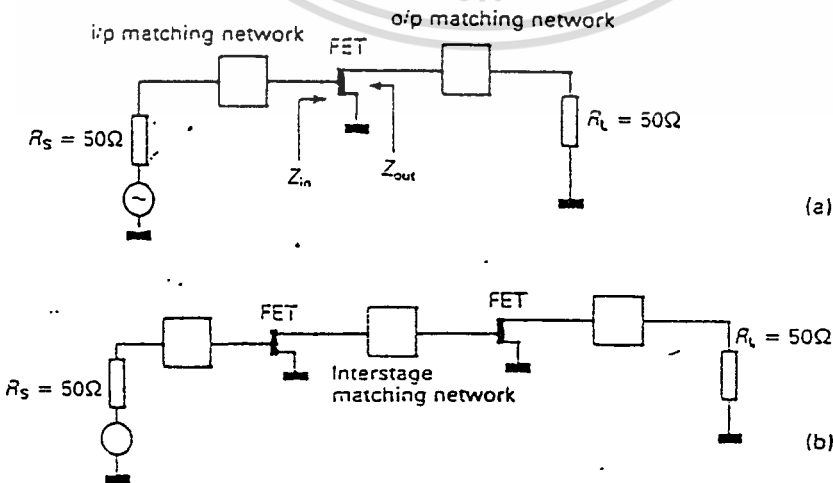 i/p matching network
o/p matching network
FET
R_S = 50Ω
Z_in
Z_out
R_L = 50Ω
(a)
FET
FET
R_L = 50Ω
R_S = 50Ω
Interstage
matching network
(b)